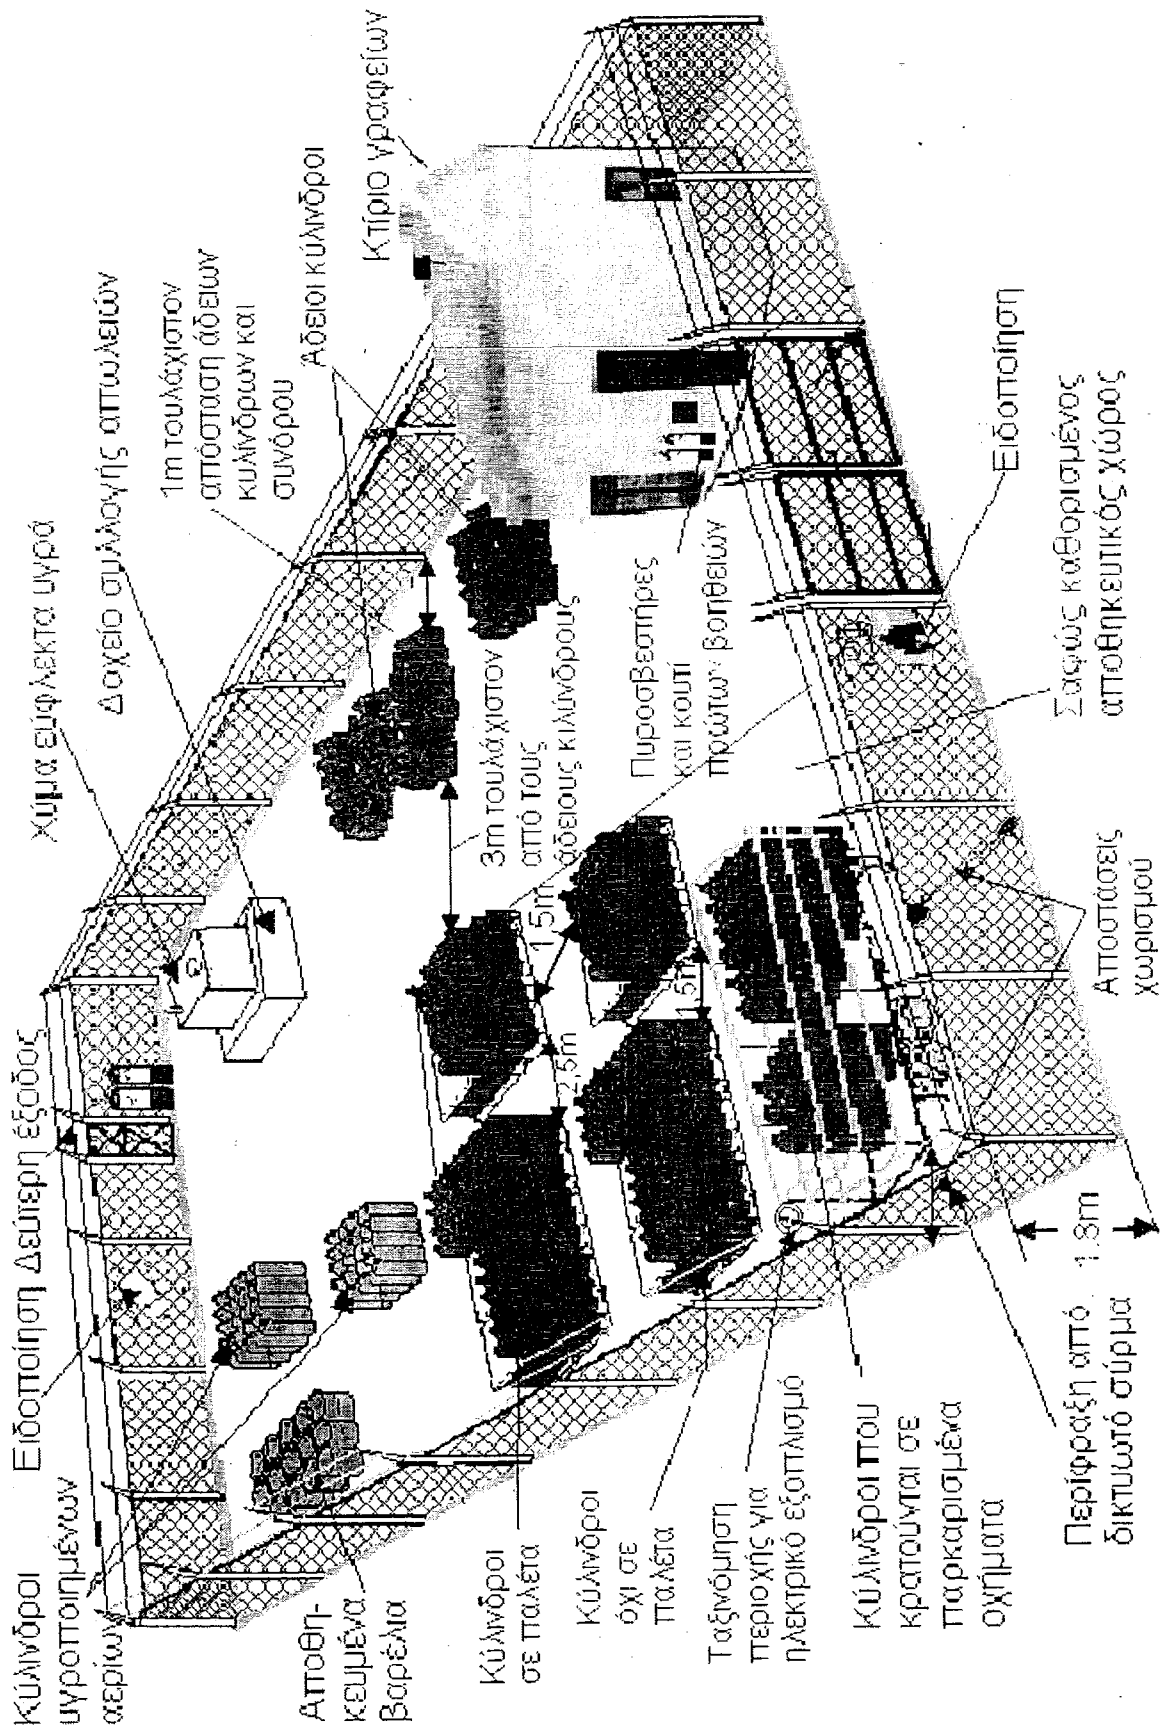 Κύλινδροι
υγροποιημένων
αερίων
Ειδοποίηση
Δεύτερη έξοδος
Χύμα εύφλεκτα υγρά
Δαχείο συλλογής απωλειών
1m τουλάχιστον
απόσταση άδειων
κυλίνδρων και
συνόρου
Άδειοι κύλινδροι
Κτίριο γραφείων
Αποθη-
κευμένα
βαρέλια
3m τουλάχιστον
από τους
άδειους κιλίνδρους
1.5m
2,5m
1.5m
Πυροσβεστήρες
και κουτί
πρώτων βοηθειών
Κύλινδροι
σε παλέτα
Κύλινδροι
όχι σε
παλέτα
Ταξινόμηση
περιοχής για
ηλεκτρικό εξοπλισμό
Κύλινδροι που
κρατούνται σε
παρκαρισμένα
οχήματα
Περίφραξη από
δικτυωτό σύρμα
1.8m
Αποστάσεις
χωρισμού
Σαφώς καθορισμένος
αποθηκευτικός χώρος
Ειδοποίηση